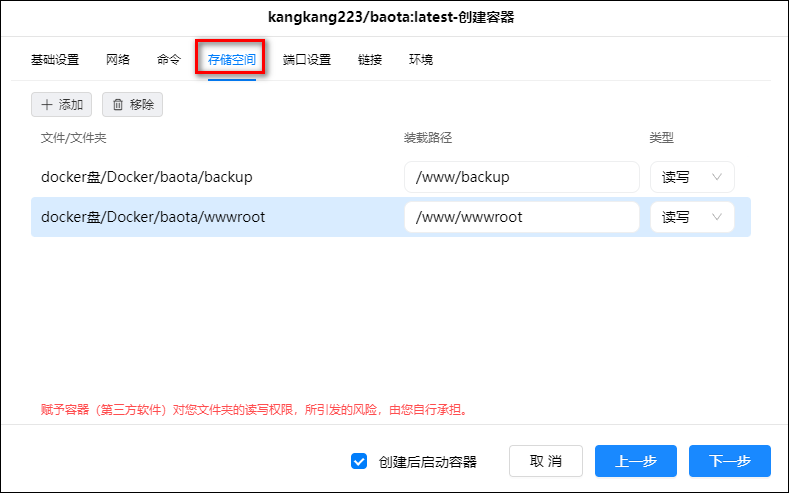 kangkang223/baota:latest-创建容器
基础设置 网络 命令 存储空间 端口设置 链接 环境
添加 移除
文件/文件夹 装载路径 类型
docker盘/Docker/baota/backup /www/backup 读写
docker盘/Docker/baota/wwwroot /www/wwwroot 读写
赋予容器（第三方软件）对您文件夹的读写权限，所引发的风险，由您自行承担。
创建后启动容器 取消 上一步 下一步